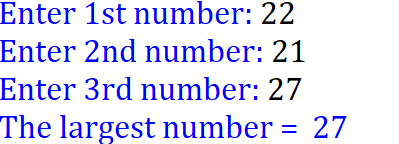 Enter 1st number: 22
Enter 2nd number: 21
Enter 3rd number: 27
The largest number =  27